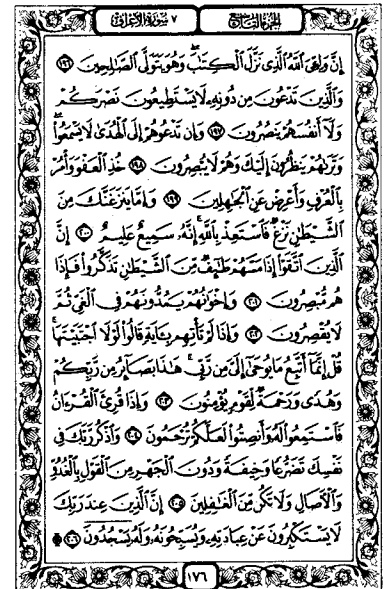 الجزء التاسع ٧ سورة الأعراف
إِنَّ وَلِـِّىَ ٱللَّهُ ٱلَّذِى نَزَّلَ ٱلْكِتَٰبَ وَهُوَ يَتَوَلَّى ٱلصَّٰلِحِينَ ١٩٦
وَٱلَّذِينَ تَدْعُونَ مِن دُونِهِۦ لَا يَسْتَطِيعُونَ نَصْرَكُمْ
وَلَآ أَنفُسَهُمْ يَنصُرُونَ ١٩٧ وَإِن تَدْعُوهُمْ إِلَى ٱلْهُدَىٰ لَا يَسْمَعُوا۟
وَتَرَىٰهُمْ يَنظُرُونَ إِلَيْكَ وَهُمْ لَا يُبْصِرُونَ ١٩٨ خُذِ ٱلْعَفْوَ وَأْمُرْ
بِٱلْعُرْفِ وَأَعْرِضْ عَنِ ٱلْجَٰهِلِينَ ١٩٩ وَإِمَّا يَنزَغَنَّكَ مِنَ
ٱلشَّيْطَٰنِ نَزْغٌ فَٱسْتَعِذْ بِٱللَّهِ إِنَّهُۥ سَمِيعٌ عَلِيمٌ ٢٠٠ إِنَّ
ٱلَّذِينَ ٱتَّقَوْا۟ إِذَا مَسَّهُمْ طَٰٓئِفٌ مِّنَ ٱلشَّيْطَٰنِ تَذَكَّرُوا۟ فَإِذَا
هُم مُّبْصِرُونَ ٢٠١ وَإِخْوَٰنُهُمْ يَمُدُّونَهُمْ فِى ٱلْغَىِّ ثُمَّ
لَا يُقْصِرُونَ ٢٠٢ وَإِذَا لَمْ تَأْتِهِم بِـَٔايَةٍ قَالُوا۟ لَوْلَا ٱجْتَبَيْتَهَا
قُلْ إِنَّمَآ أَتَّبِعُ مَا يُوحَىٰٓ إِلَىَّ مِن رَّبِّى هَٰذَا بَصَآئِرُ مِن رَّبِّكُمْ
وَهُدًى وَرَحْمَةٌ لِّقَوْمٍ يُؤْمِنُونَ ٢٠٣ وَإِذَا قُرِئَ ٱلْقُرْءَانُ
فَٱسْتَمِعُوا۟ لَهُۥ وَأَنصِتُوا۟ لَعَلَّكُمْ تُرْحَمُونَ ٢٠٤ وَٱذْكُر رَّبَّكَ فِى
نَفْسِكَ تَضَرُّعًا وَخِيفَةً وَدُونَ ٱلْجَهْرِ مِنَ ٱلْقَوْلِ بِٱلْغُدُوِّ
وَٱلْـَٔاصَالِ وَلَا تَكُن مِّنَ ٱلْغَٰفِلِينَ ٢٠٥ إِنَّ ٱلَّذِينَ عِندَ رَبِّكَ
لَا يَسْتَكْبِرُونَ عَنْ عِبَادَتِهِۦ وَيُسَبِّحُونَهُۥ وَلَهُۥ يَسْجُدُونَ ٢٠٦
١٧٦